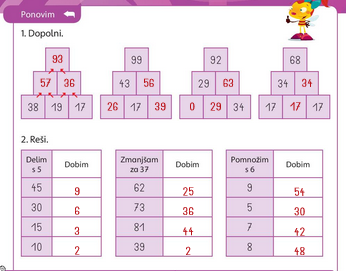 Ponovim
1. Dopolni.
93 99 92 68
57 36 43 56 29 63 34 34
38 19 17 26 17 39 0 29 34 17 17 17
2. Reši.
Delim s 5 Dobim Zmanjšam za 37 Dobim Pomnožim s 6 Dobim
45 9 62 25 9 54
30 6 73 36 5 30
15 3 81 44 7 42
10 2 39 2 8 48